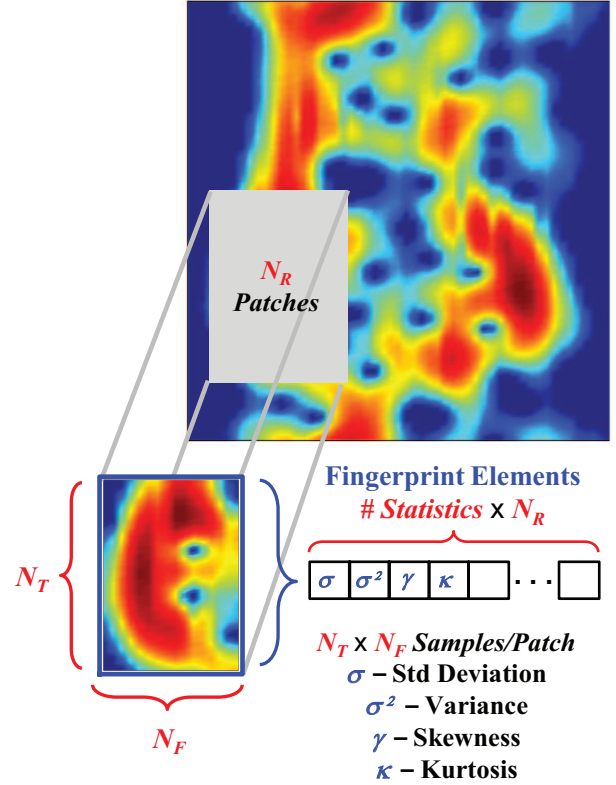 N_R
Patches
Fingerprint Elements
# Statistics x N_R
N_T
σ σ² γ κ ...
N_T x N_F Samples/Patch
σ – Std Deviation
σ² – Variance
N_F
γ – Skewness
κ – Kurtosis